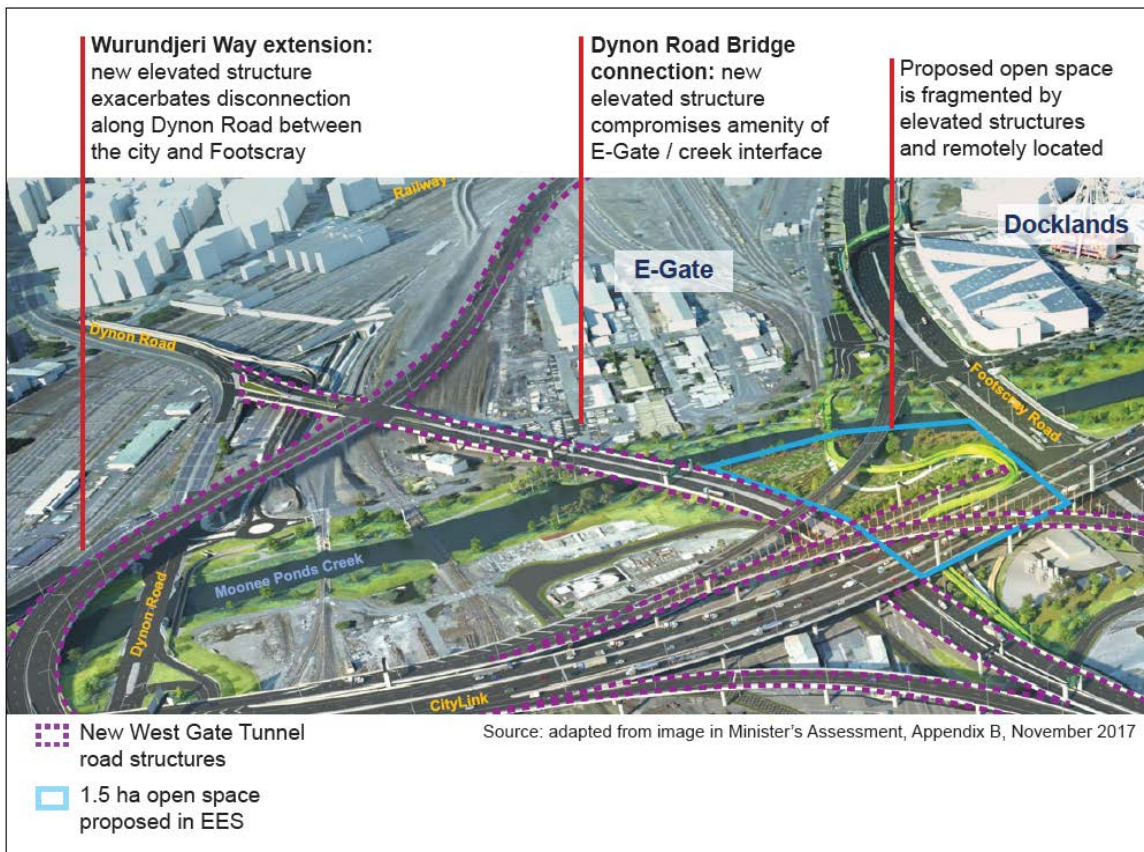 Wurundjeri Way extension:
new elevated structure
exacerbates disconnection
along Dynon Road between
the city and Footscray
Dynon Road Bridge
connection: new
elevated structure
compromises amenity of
E-Gate / creek interface
Proposed open space
is fragmented by
elevated structures
and remotely located
Railway
Docklands
E-Gate
Dynon Road
Footscray Road
Moonee Ponds Creek
Dynon Road
CityLink
New West Gate Tunnel
road structures
Source: adapted from image in Minister's Assessment, Appendix B, November 2017
1.5 ha open space
proposed in EES